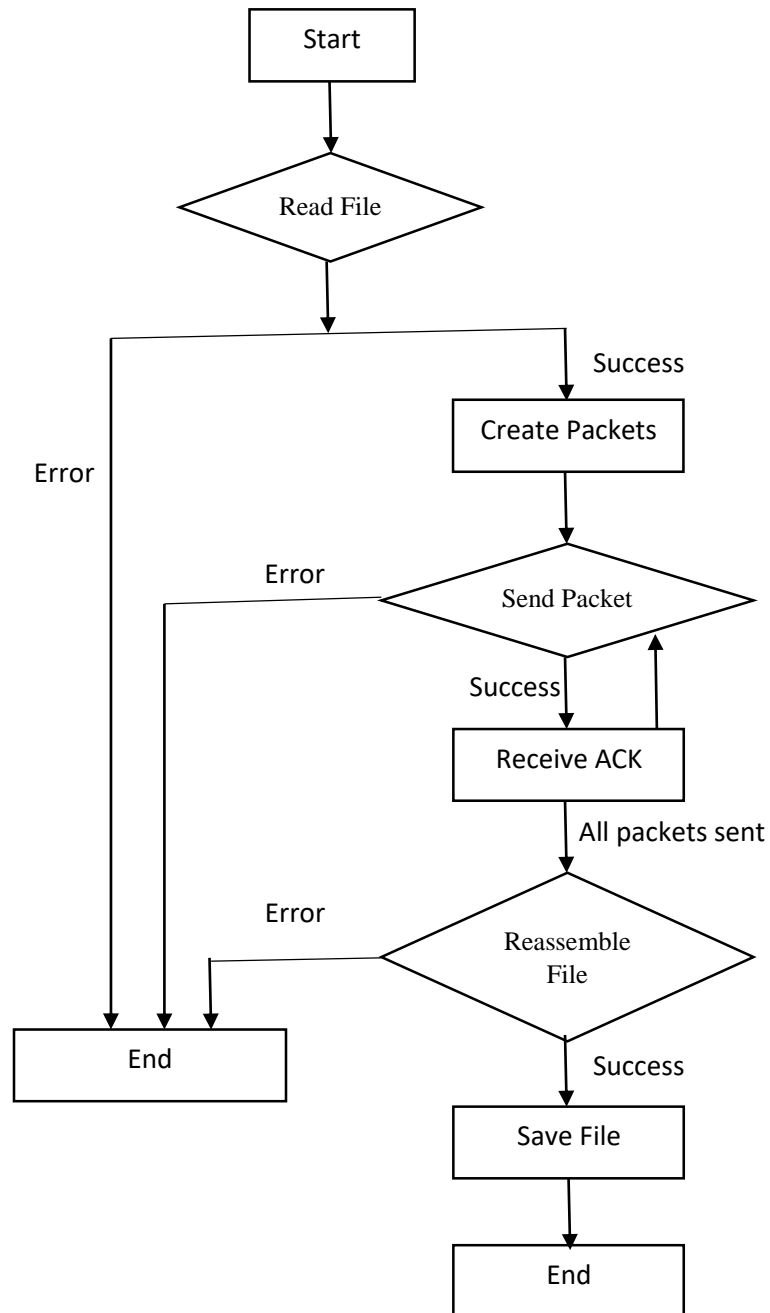 Start
Read File
Success
Create Packets
Error
Error
Send Packet
Success
Receive ACK
All packets sent
Error
Reassemble
File
End
Success
Save File
End